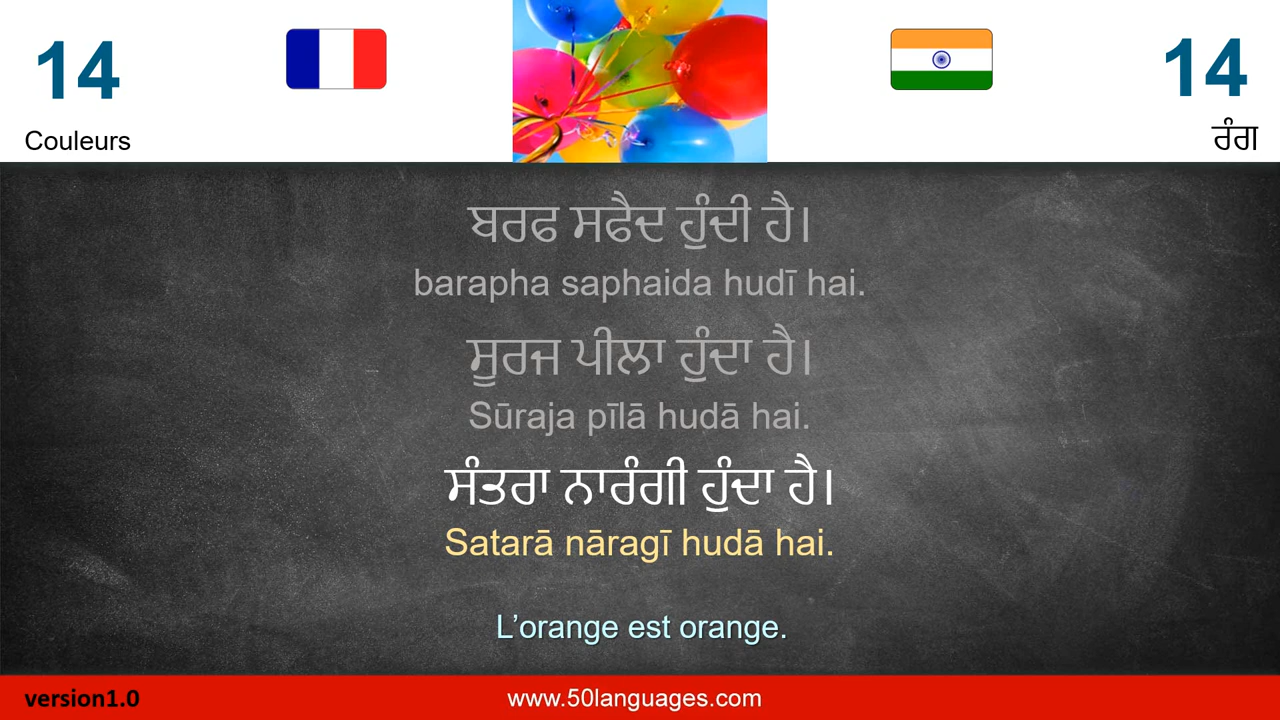 14
14
Couleurs
ਰੰਗ
ਬਰਫ ਸਫੈਦ ਹੁੰਦੀ ਹੈ।
barapha saphaida hudī hai.
ਸੂਰਜ ਪੀਲਾ ਹੁੰਦਾ ਹੈ।
Sūraja pīlā hudā hai.
ਸੰਤਰਾ ਨਾਰੰਗੀ ਹੁੰਦਾ ਹੈ।
Satarā nāragī hudā hai.
L’orange est orange.
version1.0
www.50languages.com